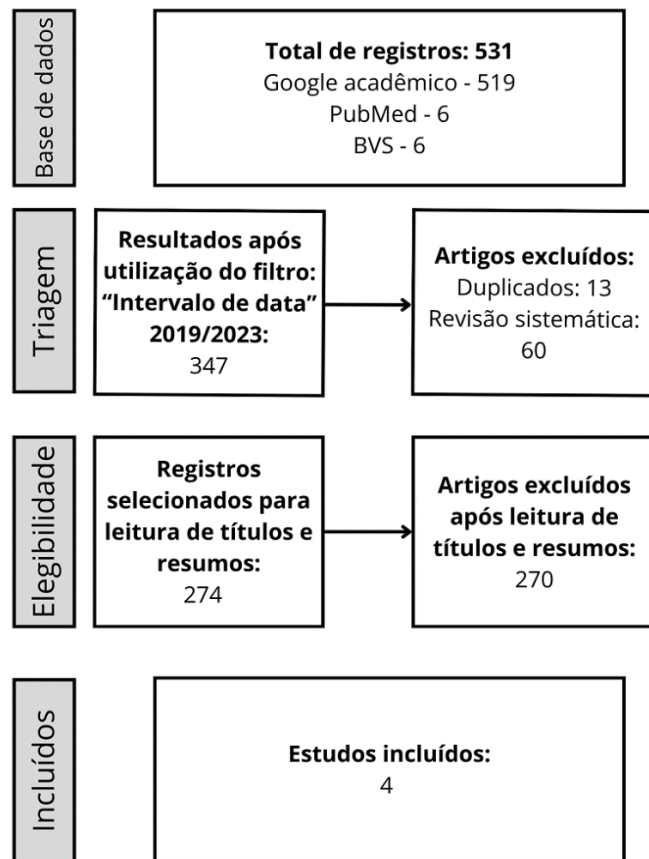 Base de dados
Total de registros: 531
Google acadêmico - 519
PubMed - 6
BVS - 6
Triagem
Resultados após
utilização do filtro:
“Intervalo de data”
2019/2023:
347
Artigos excluídos:
Duplicados: 13
Revisão sistemática:
60
Elegibilidade
Registros
selecionados para
leitura de títulos e
resumos:
274
Artigos excluídos
após leitura de
títulos e resumos:
270
Incluídos
Estudos incluídos:
4